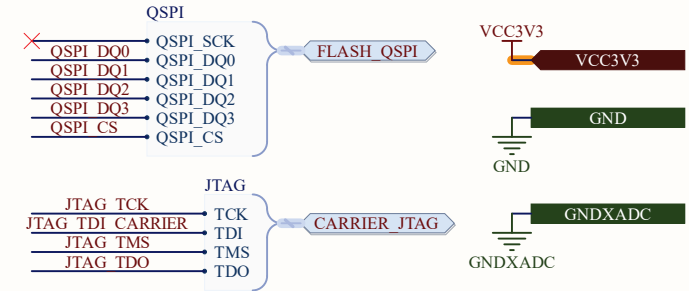 QSPI
QSPI_SCK
QSPI_DQ0 QSPI_DQ0
QSPI_DQ1 QSPI_DQ1
QSPI_DQ2 QSPI_DQ2
QSPI_DQ3 QSPI_DQ3
QSPI_CS QSPI_CS
FLASH_QSPI
VCC3V3
VCC3V3
GND
GND
JTAG
JTAG_TCK TCK
JTAG_TDI_CARRIER TDI
JTAG_TMS TMS
JTAG_TDO TDO
CARRIER_JTAG
GNDXADC
GNDXADC